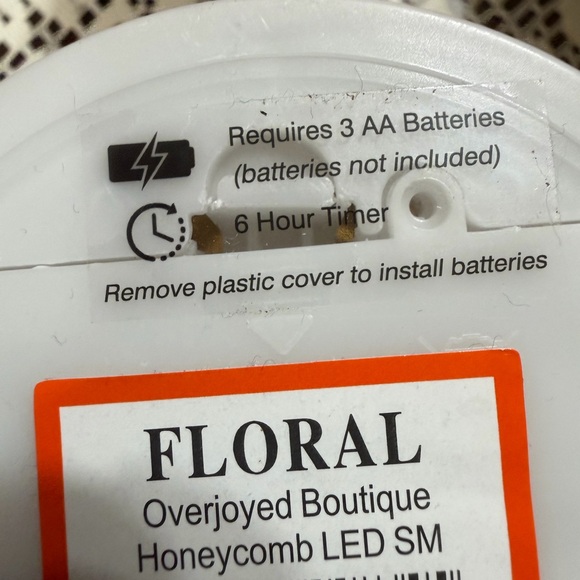 Requires 3 AA Batteries
(batteries not included)
6 Hour Timer
Remove plastic cover to install batteries
FLORAL
Overjoyed Boutique
Honeycomb LED SM